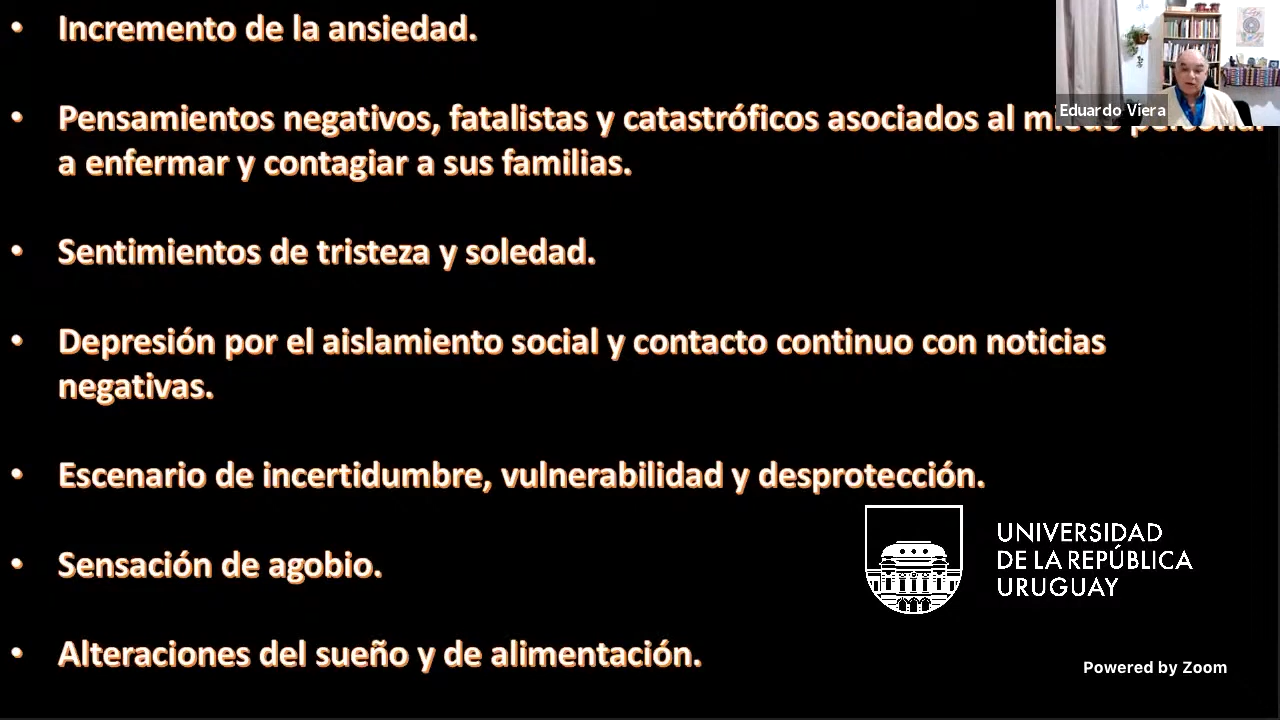 • Incremento de la ansiedad.
Eduardo Viera
• Pensamientos negativos, fatalistas y catastróficos asociados al miedo personal
a enfermar y contagiar a sus familias.
• Sentimientos de tristeza y soledad.
• Depresión por el aislamiento social y contacto continuo con noticias
negativas.
• Escenario de incertidumbre, vulnerabilidad y desprotección.
UNIVERSIDAD
DE LA REPÚBLICA
URUGUAY
• Sensación de agobio.
• Alteraciones del sueño y de alimentación.
Powered by Zoom